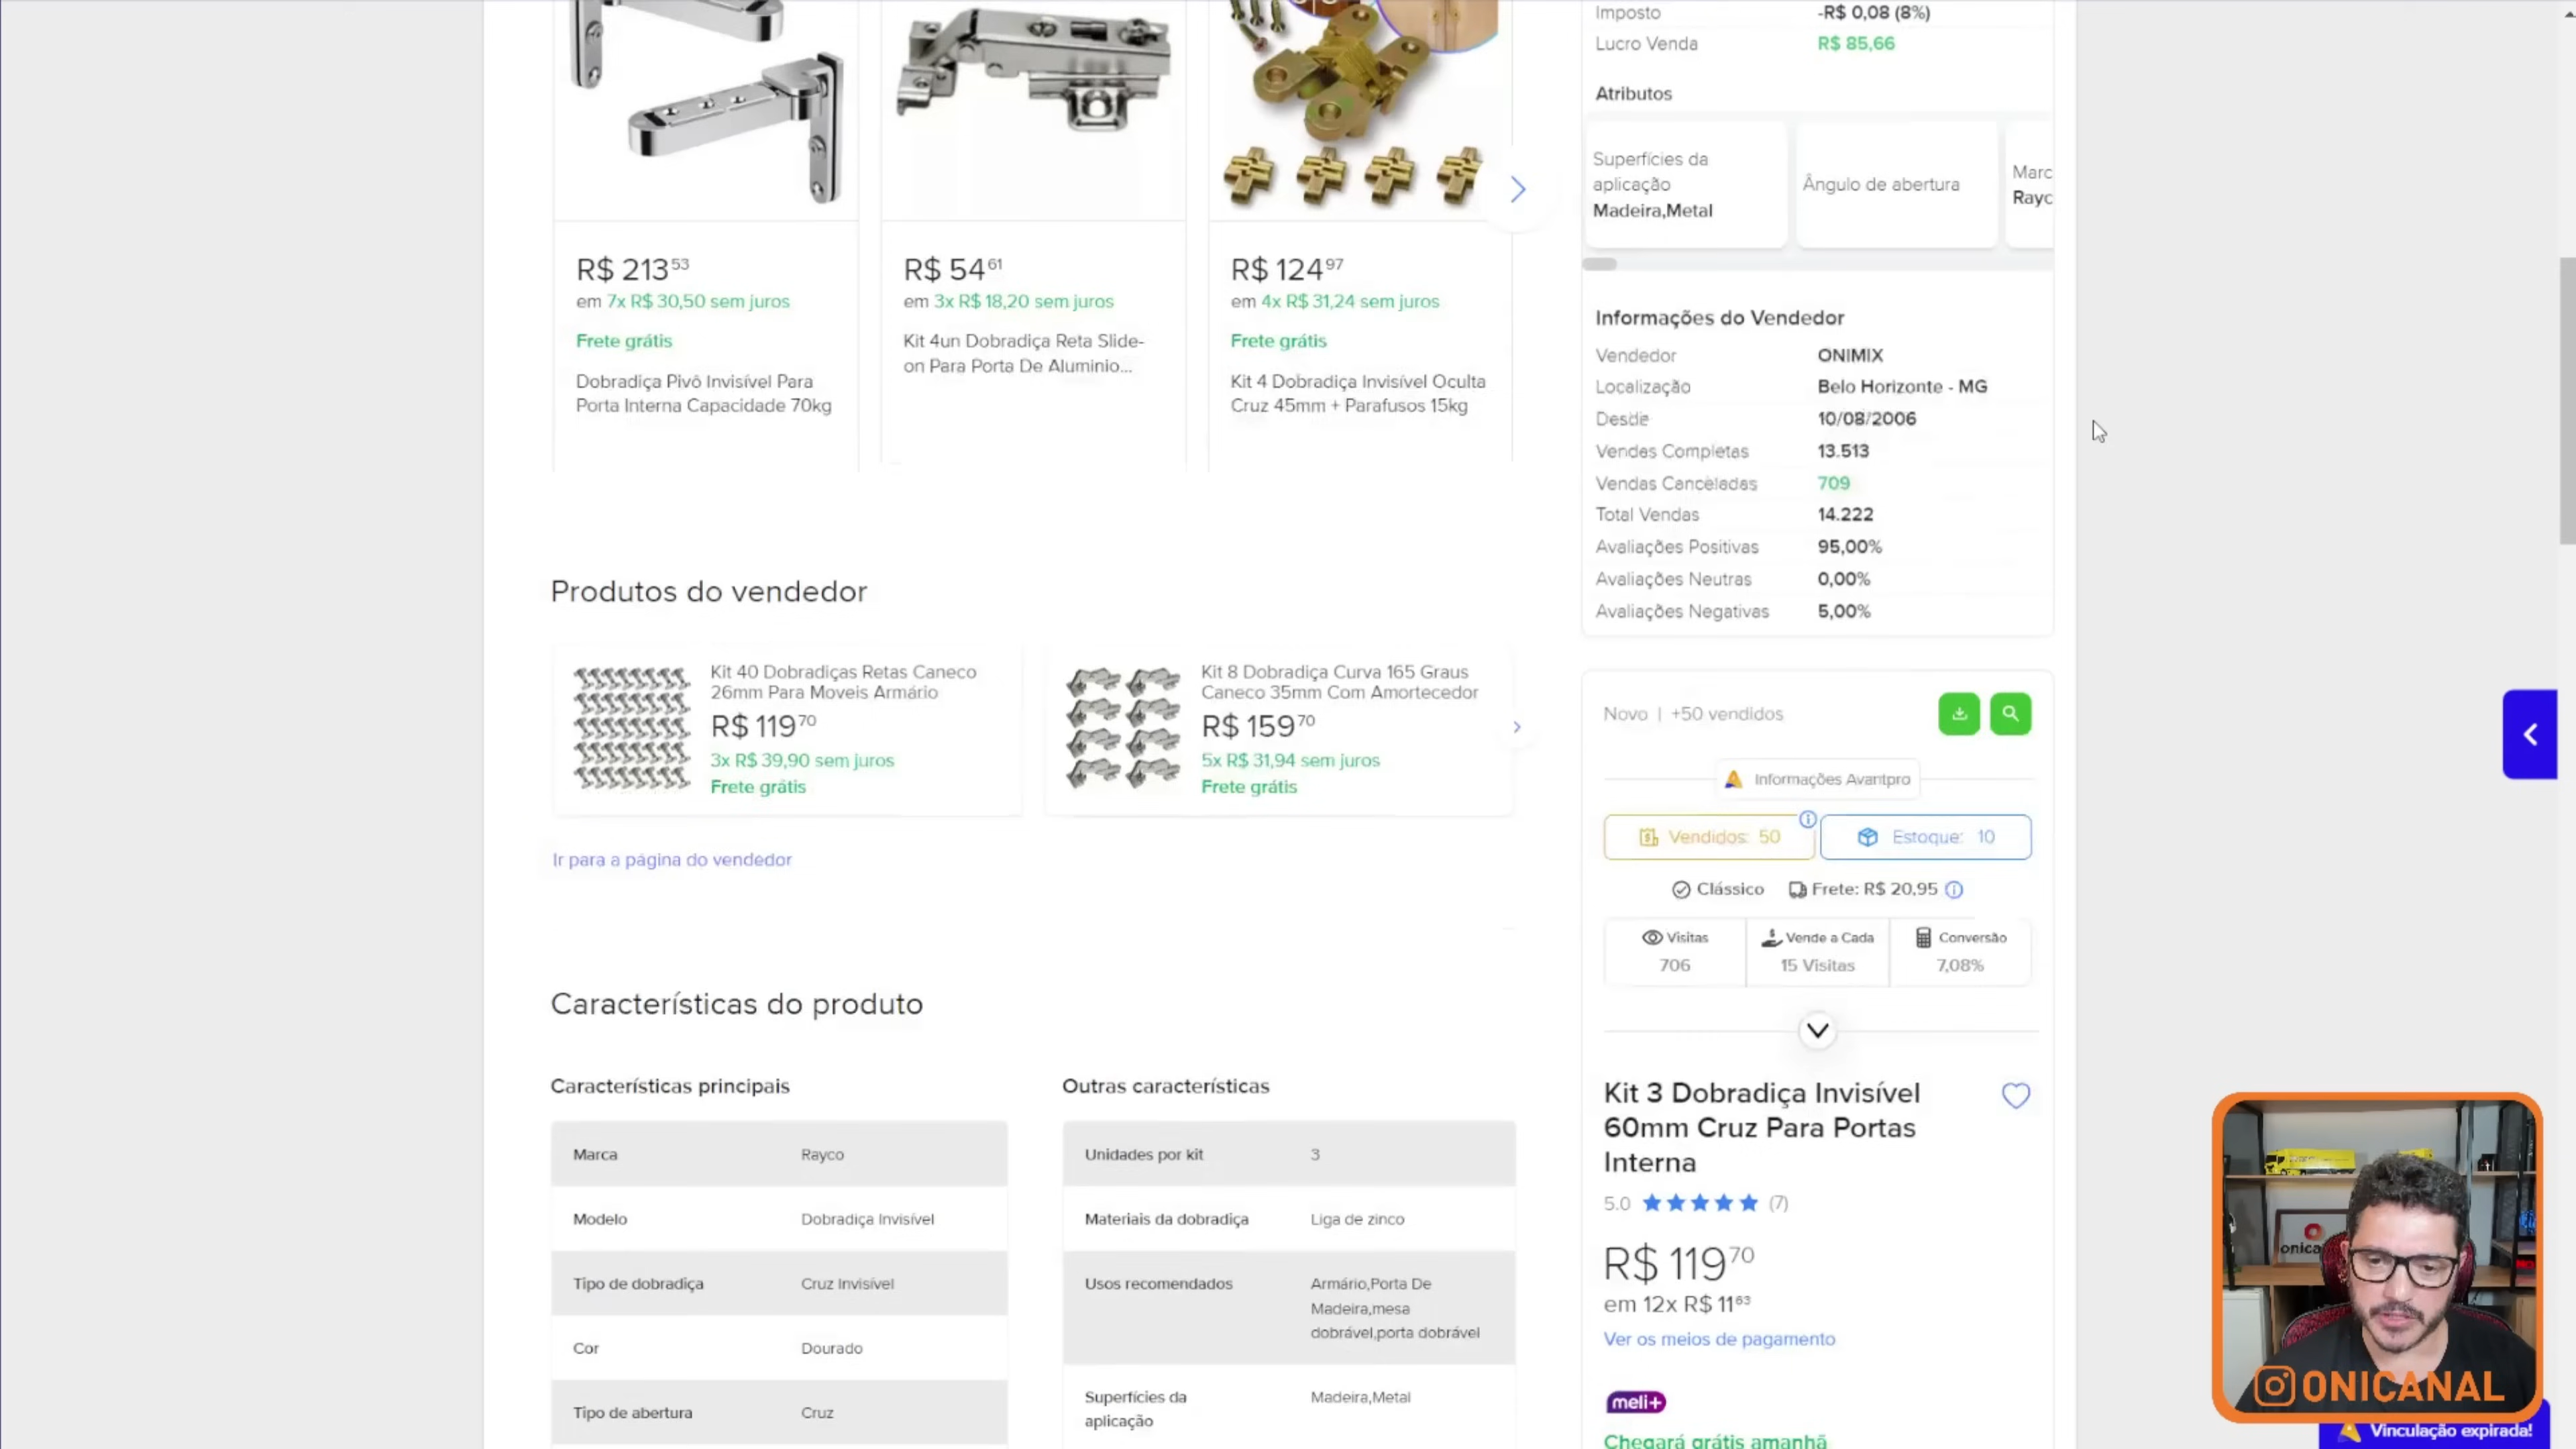 R$ 213 53
em 7x R$ 30,50 sem juros
Frete grátis
Dobradiça Pivô Invisível Para
Porta Interna Capacidade 70kg
R$ 54 61
em 3x R$ 18,20 sem juros
Kit 4un Dobradiça Reta Slide-
on Para Porta De Aluminio...
R$ 124 97
em 4x R$ 31,24 sem juros
Frete grátis
Kit 4 Dobradiça Invisível Oculta
Cruz 45mm + Parafusos 15kg
Produtos do vendedor
Kit 40 Dobradiças Retas Caneco
26mm Para Moveis Armário
R$ 119 70
3x R$ 39,90 sem juros
Frete grátis
Kit 8 Dobradiça Curva 165 Graus
Caneco 35mm Com Amortecedor
R$ 159 70
5x R$ 31,94 sem juros
Frete grátis
Ir para a página do vendedor
Características do produto
Características principais
Marca Rayco
Modelo Dobradiça Invisível
Tipo de dobradiça Cruz Invisível
Cor Dourado
Tipo de abertura Cruz
Outras características
Unidades por kit 3
Materiais da dobradiça Liga de zinco
Usos recomendados Armário,Porta De
Madeira,mesa
dobrável,porta dobrável
Superfícies da Madeira,Metal
aplicação
Imposto -R$ 0,08 (8%)
Lucro Venda R$ 85,66
Atributos
Superfícies da
aplicação
Madeira,Metal
Ângulo de abertura
Marc
Rayc
Informações do Vendedor
Vendedor ONIMIX
Localização Belo Horizonte - MG
Desde 10/08/2006
Vendas Completas 13.513
Vendas Canceladas 709
Total Vendas 14.222
Avaliações Positivas 95,00%
Avaliações Neutras 0,00%
Avaliações Negativas 5,00%
Novo | +50 vendidos
Informações Avantpro
Vendidos: 50
Estoque: 10
Clássico Frete: R$ 20,95
Visitas
706
Vende a Cada
15 Visitas
Conversão
7,08%
Kit 3 Dobradiça Invisível
60mm Cruz Para Portas
Interna
5.0 (7)
R$ 119 70
em 12x R$ 11 63
Ver os meios de pagamento
meli+
Chegará grátis amanhã
onica
ONICANAL
Vinculação expirada!